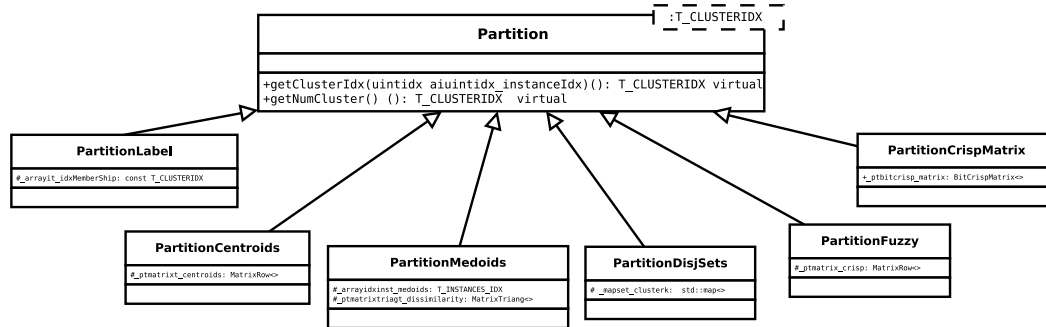 :T_CLUSTERIDX
Partition
+getClusterIdx(uintidx aiuintidx_instanceIdx)(): T_CLUSTERIDX virtual
+getNumCluster() (): T_CLUSTERIDX virtual
PartitionLabel
#_arrayit_idxMemberShip: const T_CLUSTERIDX
PartitionCrispMatrix
+_ptbitcrisp_matrix: BitCrispMatrix<>
PartitionCentroids
#_ptmatrixt_centroids: MatrixRow<>
PartitionMedoids
#_arrayidxinst_medoids: T_INSTANCES_IDX
#_ptmatrixtriagt_dissimilarity: MatrixTriang<>
PartitionDisjSets
# _mapset_clusterk: std::map<>
PartitionFuzzy
#_ptmatrix_crisp: MatrixRow<>